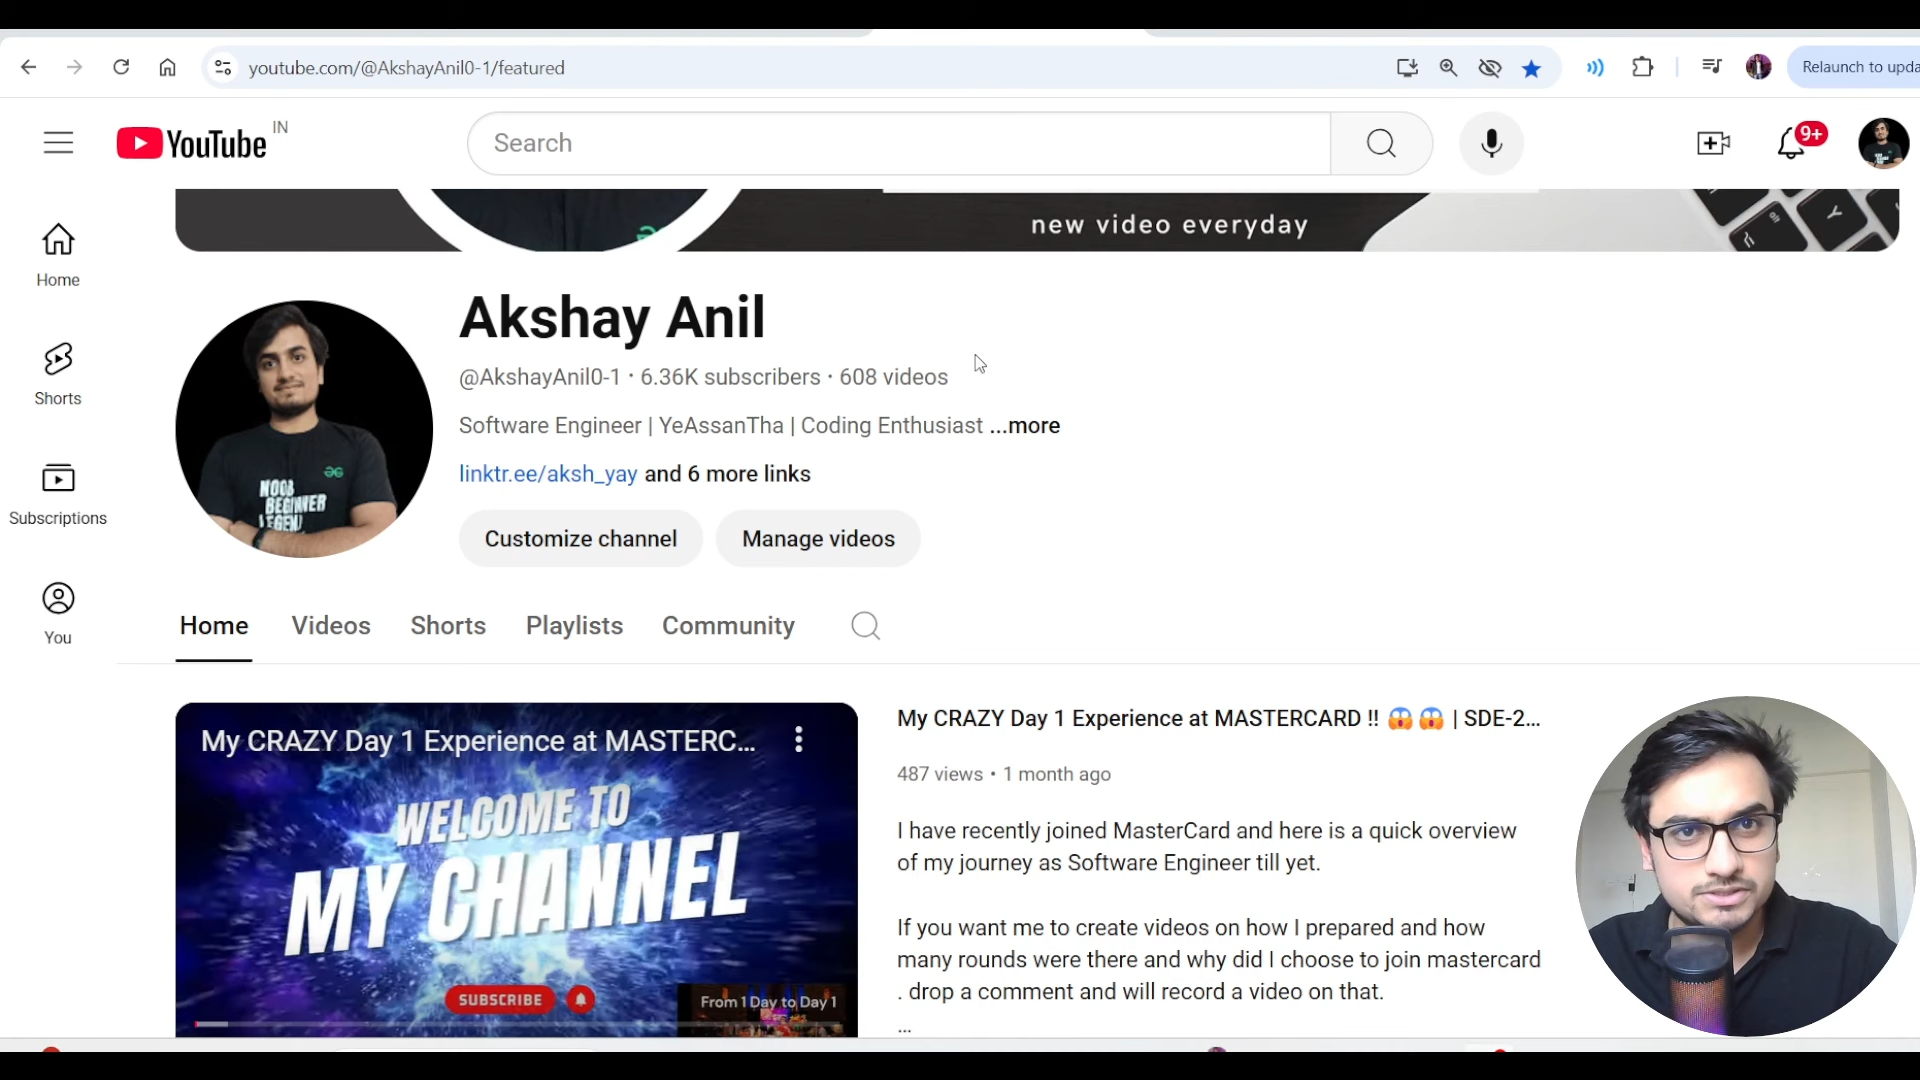 youtube.com/@AkshayAnil0-1/featured
Relaunch to upda
YouTube IN
Search
9+
new video everyday
Home
Shorts
Subscriptions
You
Akshay Anil
@AkshayAnil0-1 • 6.36K subscribers • 608 videos
Software Engineer | YeAssanTha | Coding Enthusiast ...more
linktr.ee/aksh_yay and 6 more links
Customize channel Manage videos
NOOB
BEGINNER
LEGEND
Home Videos Shorts Playlists Community
My CRAZY Day 1 Experience at MASTERC...
WELCOME TO
MY CHANNEL
SUBSCRIBE
From 1 Day to Day 1
My CRAZY Day 1 Experience at MASTERCARD !! 😱 😱 | SDE-2...
487 views • 1 month ago
I have recently joined MasterCard and here is a quick overview
of my journey as Software Engineer till yet.
If you want me to create videos on how I prepared and how
many rounds were there and why did I choose to join mastercard
. drop a comment and will record a video on that.
...